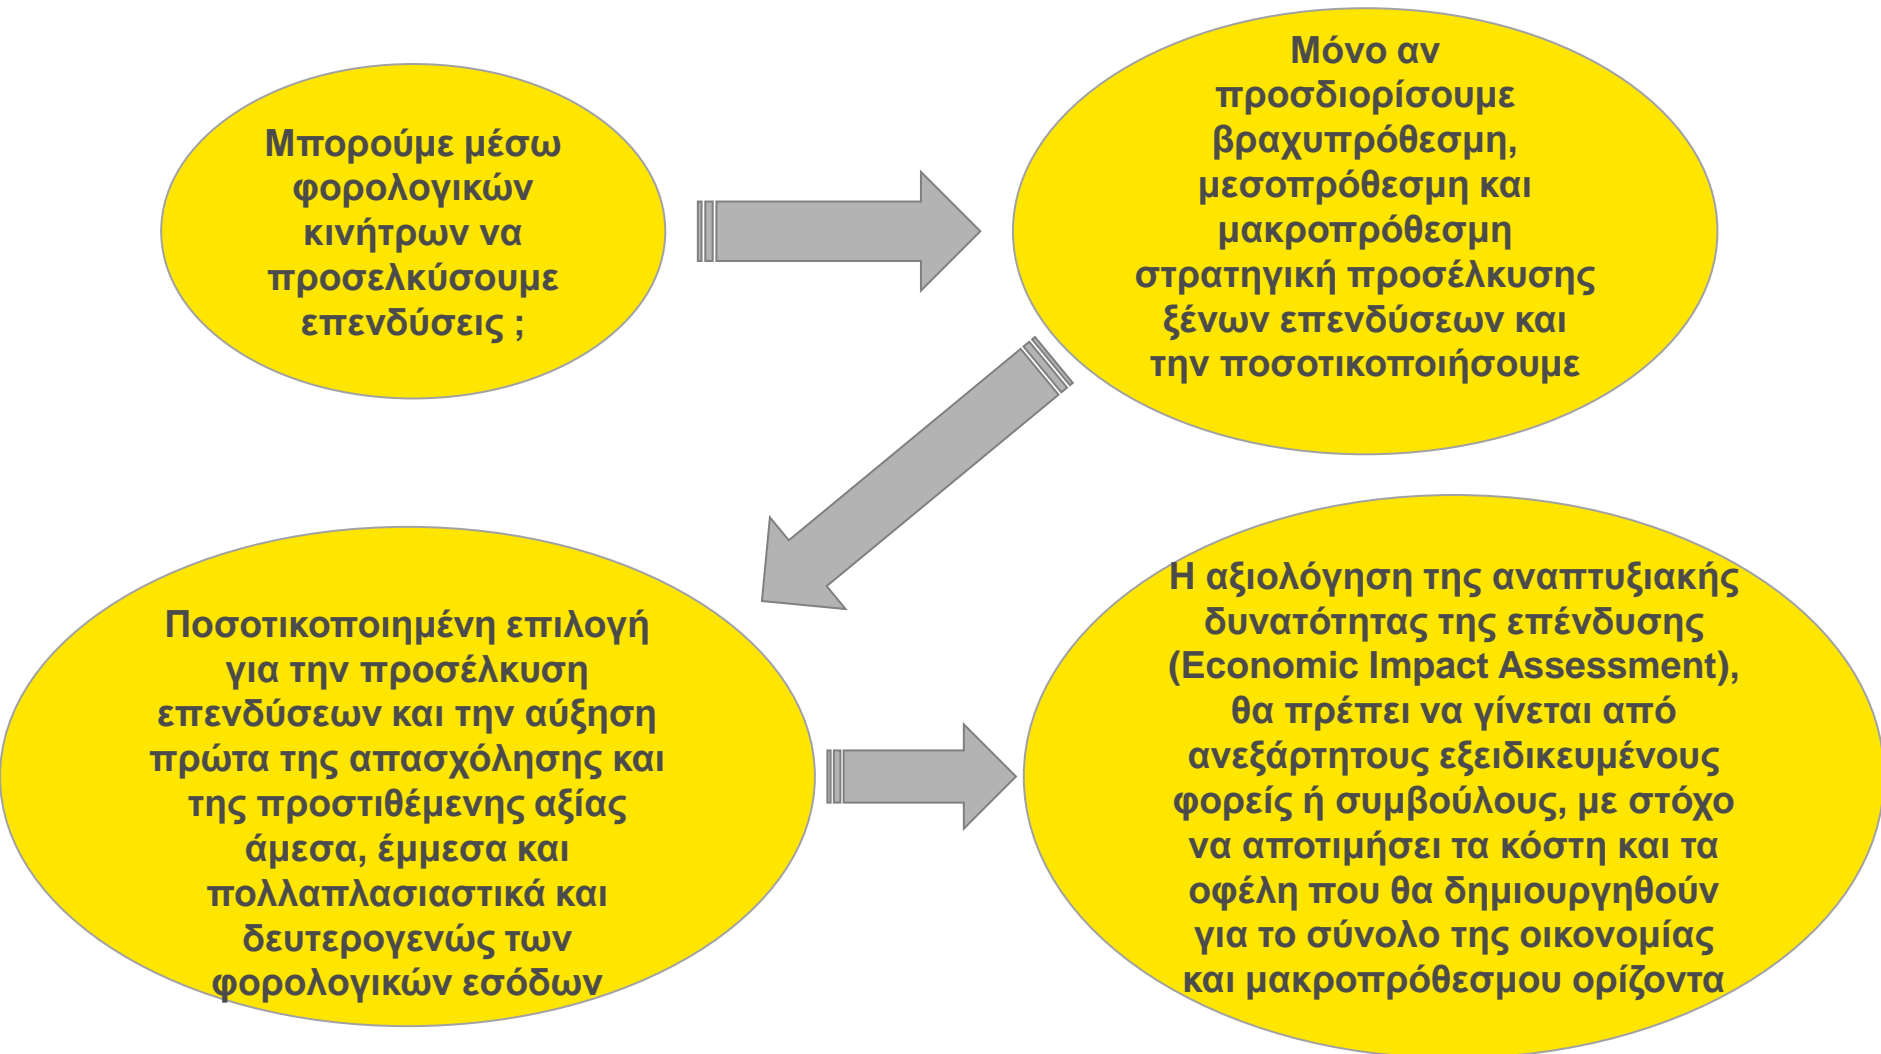 Μπορούμε μέσω
φορολογικών
κινήτρων να
προσελκύσουμε
επενδύσεις ;
Μόνο αν
προσδιορίσουμε
βραχυπρόθεσμη,
μεσοπρόθεσμη και
μακροπρόθεσμη
στρατηγική προσέλκυσης
ξένων επενδύσεων και
την ποσοτικοποιήσουμε
Ποσοτικοποιημένη επιλογή
για την προσέλκυση
επενδύσεων και την αύξηση
πρώτα της απασχόλησης και
της προστιθέμενης αξίας
άμεσα, έμμεσα και
πολλαπλασιαστικά και
δευτερογενώς των
φορολογικών εσόδων
Η αξιολόγηση της αναπτυξιακής
δυνατότητας της επένδυσης
(Economic Impact Assessment),
θα πρέπει να γίνεται από
ανεξάρτητους εξειδικευμένους
φορείς ή συμβούλους, με στόχο
να αποτιμήσει τα κόστη και τα
οφέλη που θα δημιουργηθούν
για το σύνολο της οικονομίας
και μακροπρόθεσμου ορίζοντα